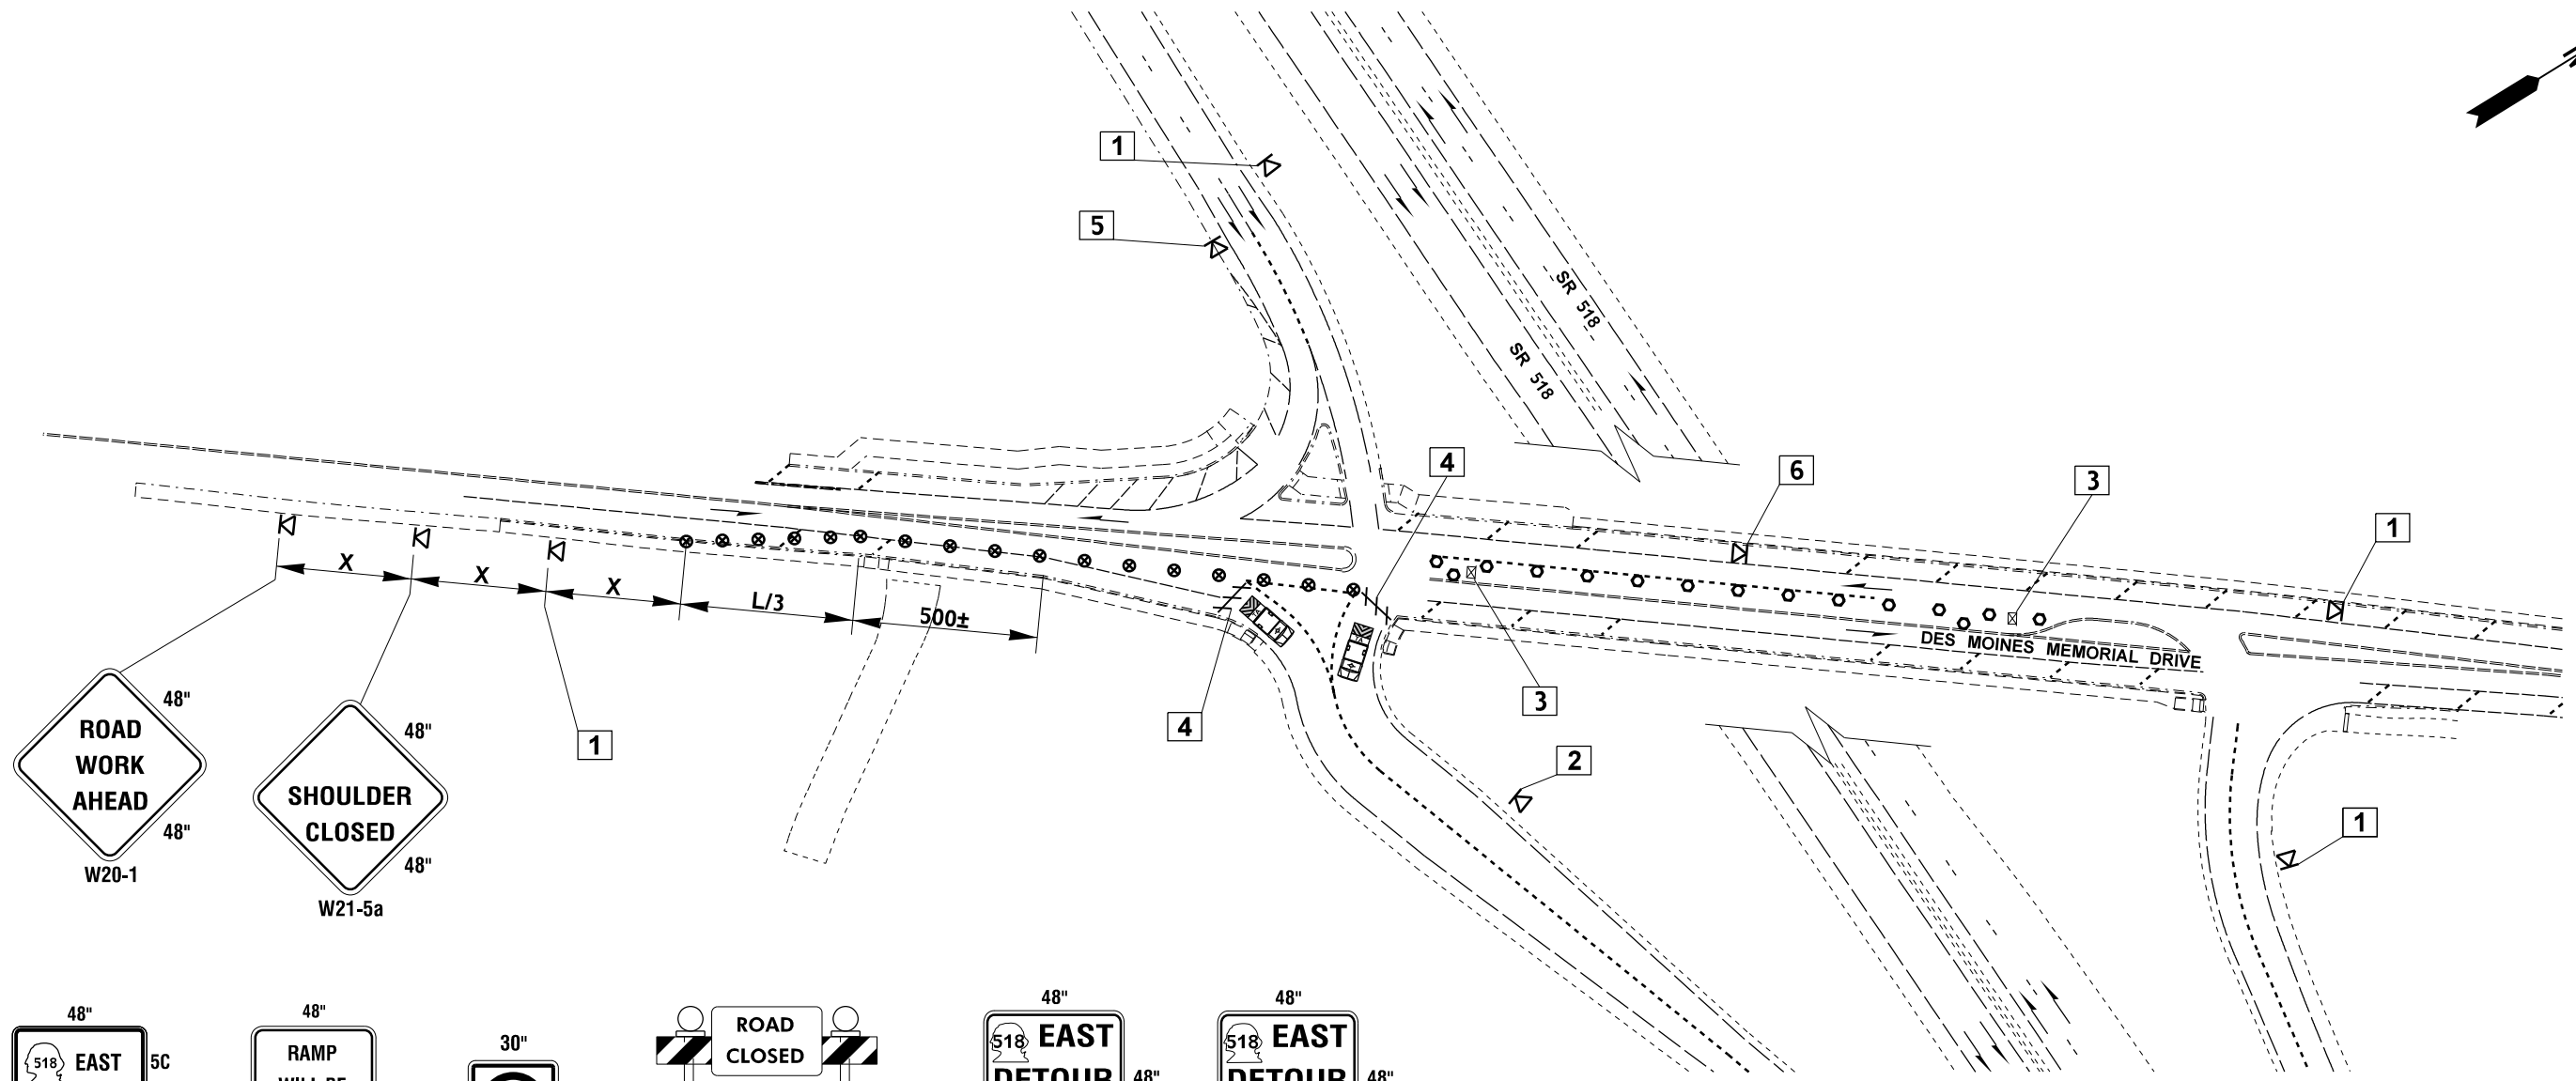 1
5
SR 518
SR 518
4
6
3
1
X
X
X
L/3
500±
DES MOINES MEMORIAL DRIVE
4
3
1
2
1
ROAD
WORK
AHEAD
48"
48"
W20-1
SHOULDER
CLOSED
48"
48"
W21-5a
48"
518 EAST
5C
48"
RAMP
30"
ROAD
CLOSED
48"
518 EAST
DETOUR
48"
48"
518 EAST
DETOUR
48"